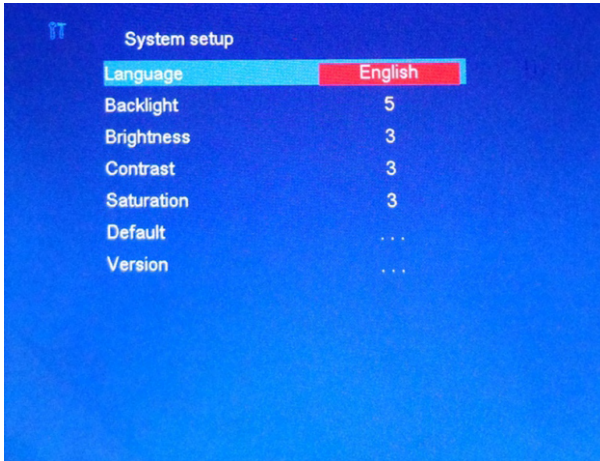 System setup
Language English
Backlight 5
Brightness 3
Contrast 3
Saturation 3
Default ...
Version ...